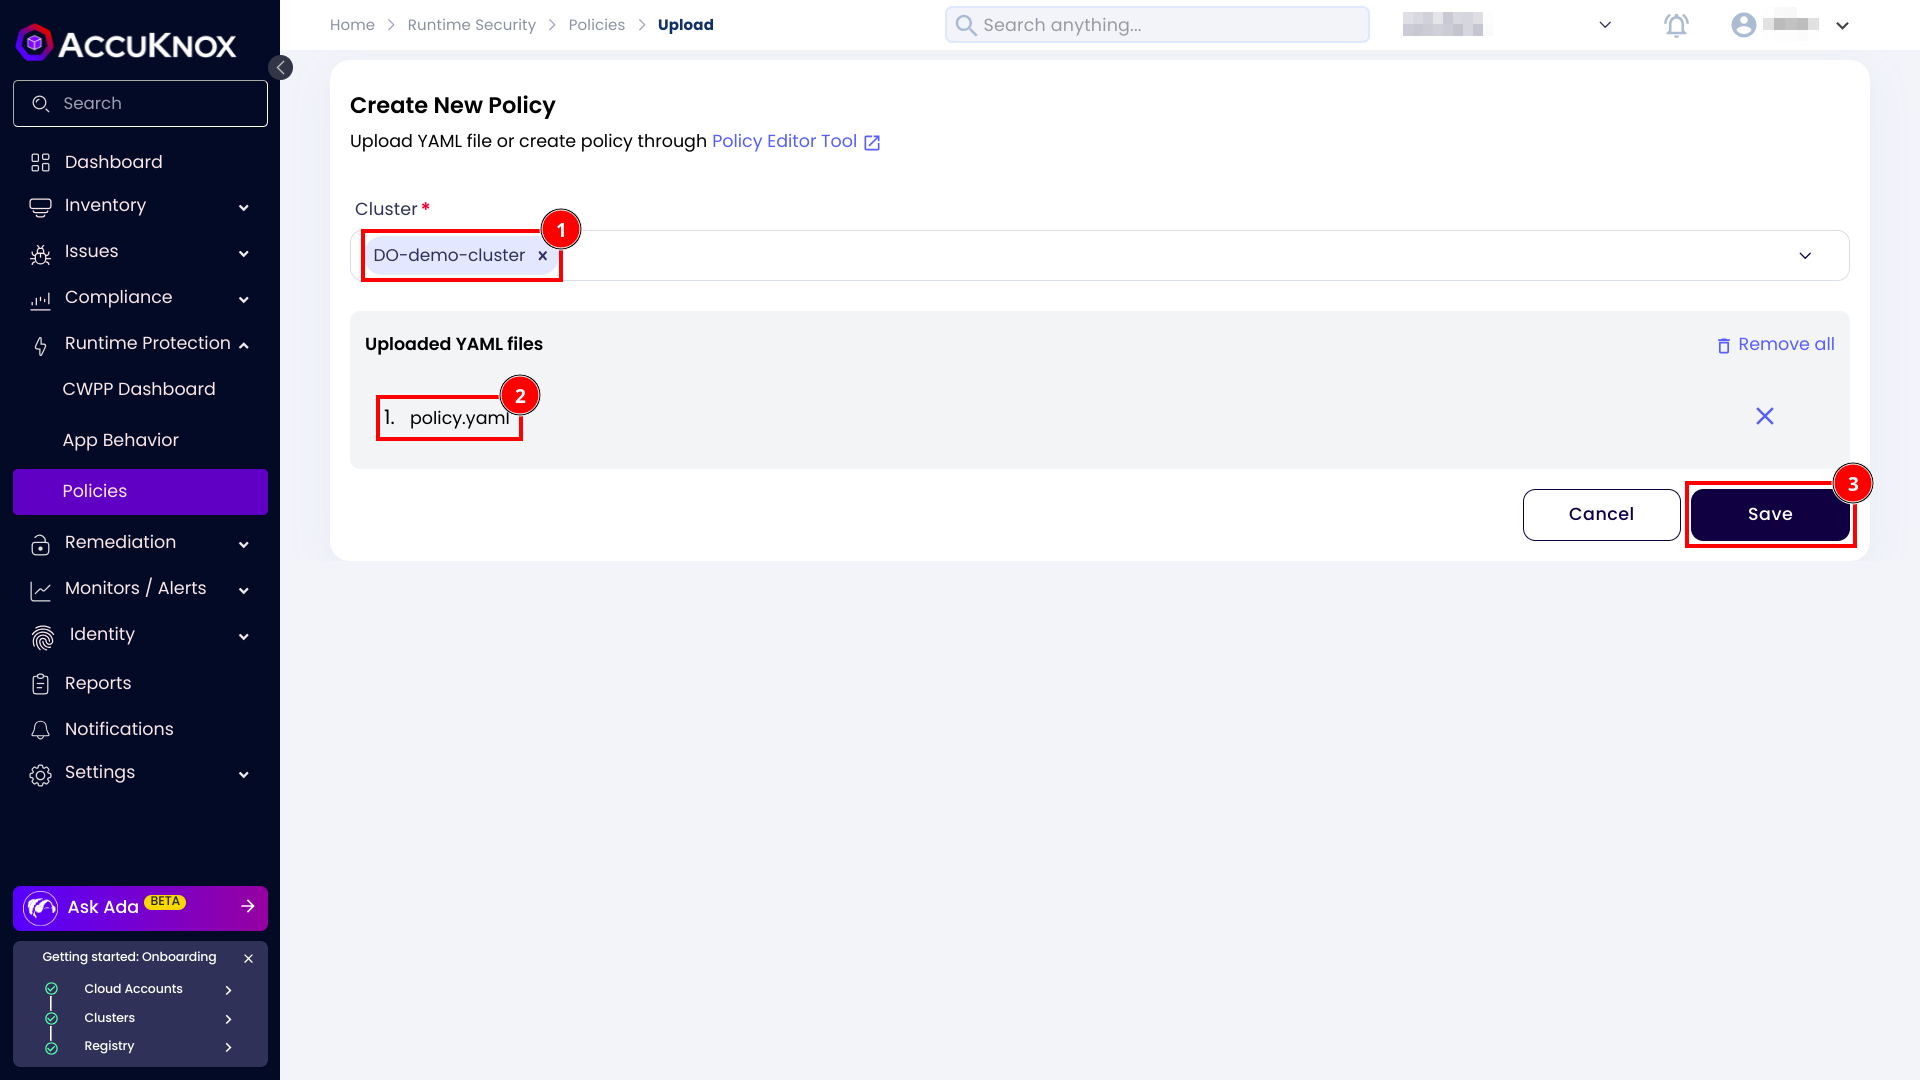 ACCUKNOX
Search
Dashboard
Inventory
Issues
Compliance
Runtime Protection
CWPP Dashboard
App Behavior
Policies
Remediation
Monitors / Alerts
Identity
Reports
Notifications
Settings
Ask Ada BETA
Getting started: Onboarding
Cloud Accounts
Clusters
Registry
Home > Runtime Security > Policies > Upload
Search anything...
Create New Policy
Upload YAML file or create policy through Policy Editor Tool
Cluster *
1
DO-demo-cluster ×
Uploaded YAML files
Remove all
2
1. policy.yaml
3
Cancel
Save